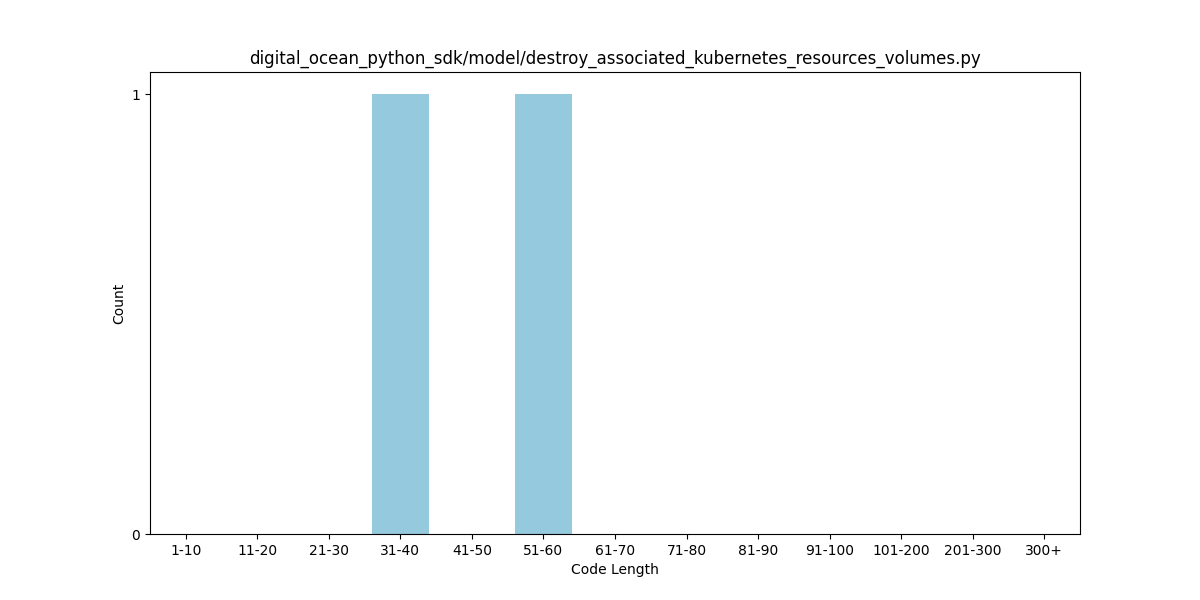 digital_ocean_python_sdk/model/destroy_associated_kubernetes_resources_volumes.py
1
Count
0
1-10 11-20 21-30 31-40 41-50 51-60 61-70 71-80 81-90 91-100 101-200 201-300 300+
Code Length